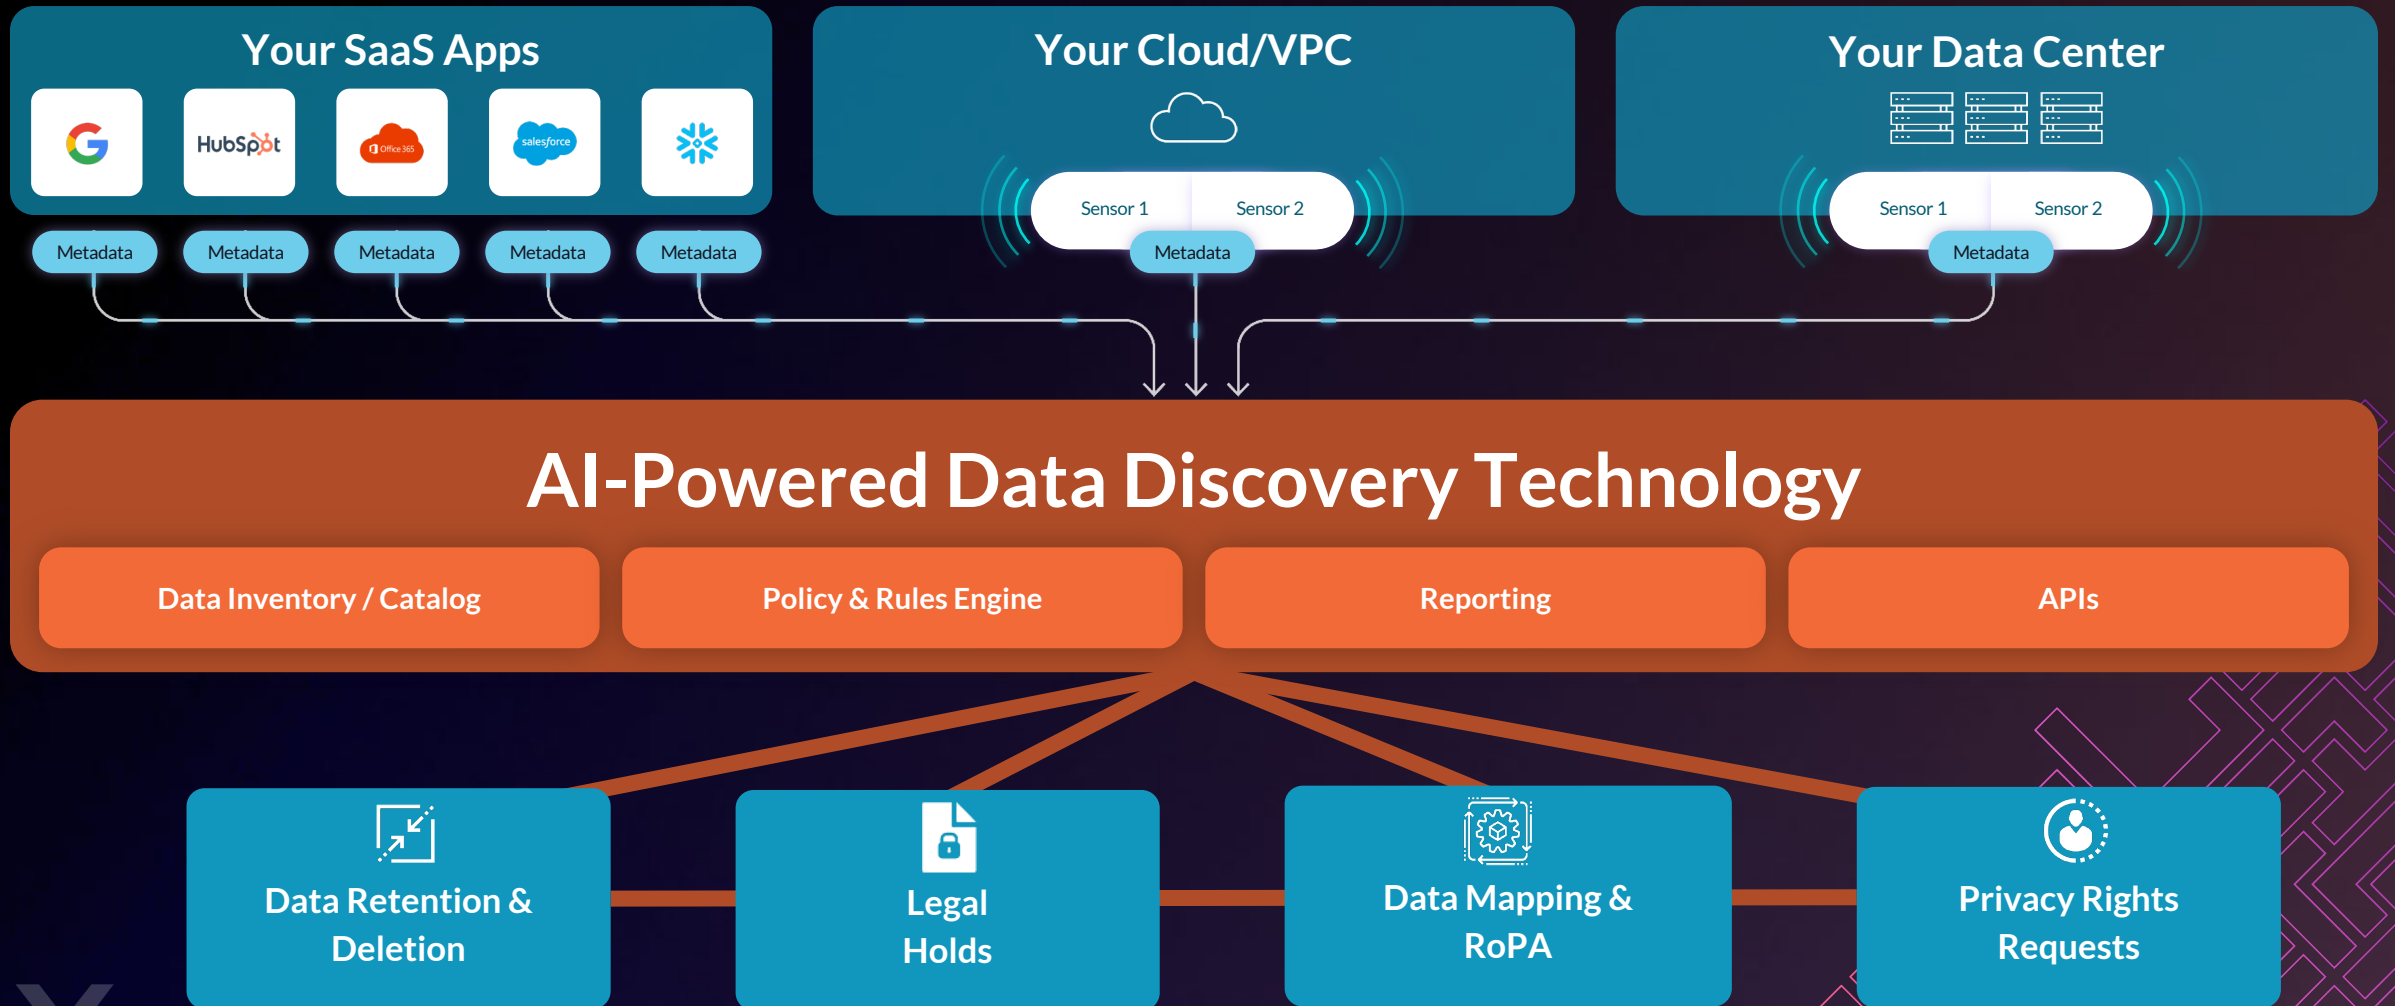 Your SaaS Apps
Your Cloud/VPC
Your Data Center
HubSpot
Office 365
salesforce
Sensor 1
Sensor 2
Sensor 1
Sensor 2
Metadata
Metadata
Metadata
Metadata
Metadata
Metadata
Metadata
AI-Powered Data Discovery Technology
Data Inventory / Catalog
Policy & Rules Engine
Reporting
APIs
Data Retention &
Deletion
Legal
Holds
Data Mapping &
RoPA
Privacy Rights
Requests